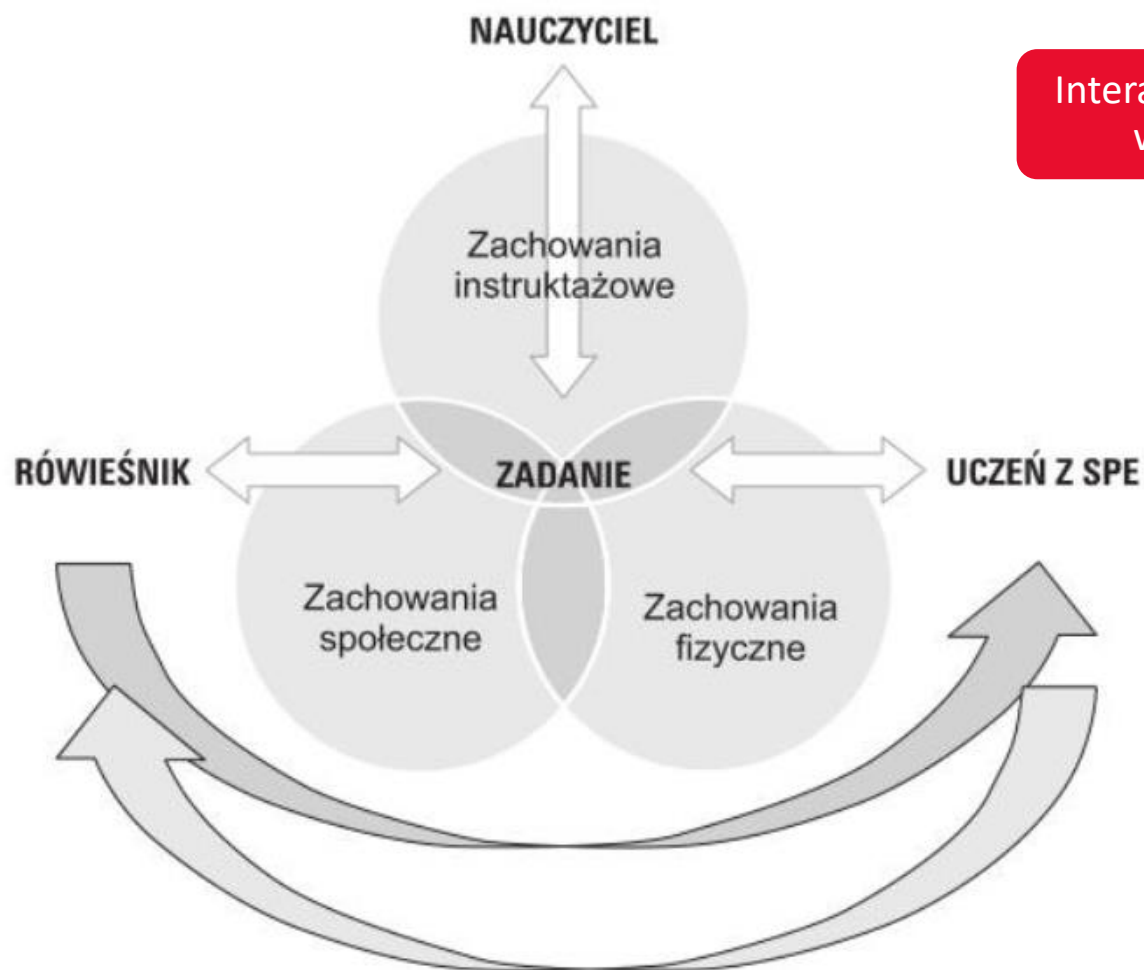 NAUCZYCIEL
Zachowania
instruktażowe
RÓWIEŚNIK
ZADANIE
UCZEŃ Z SPE
Zachowania
społeczne
Zachowania
fizyczne